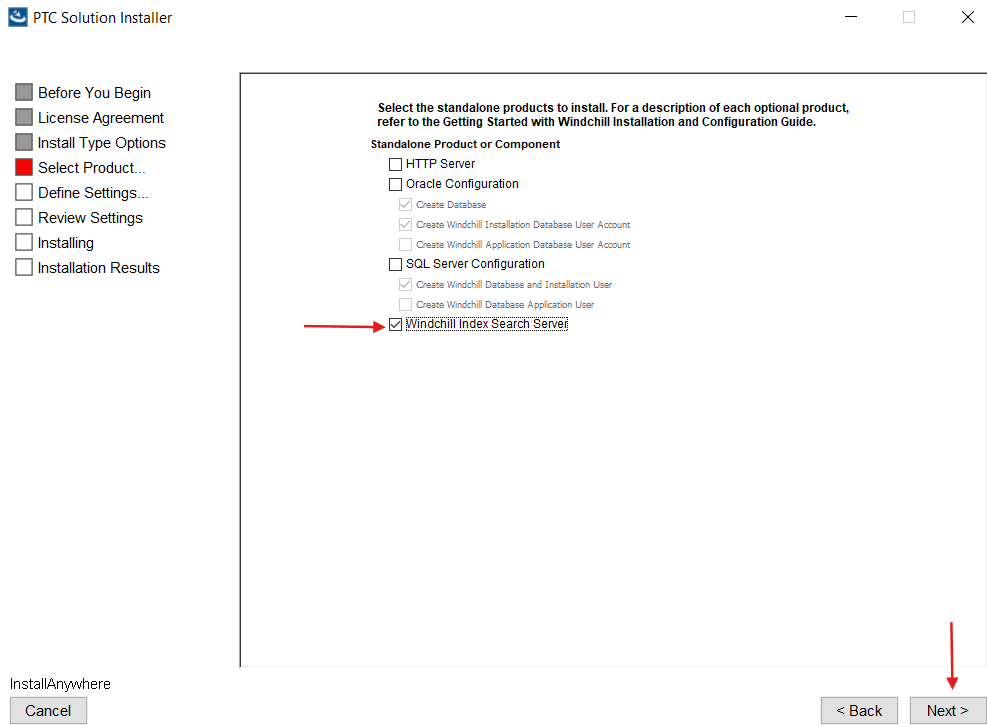 PTC Solution Installer
Before You Begin
License Agreement
Install Type Options
Select Product...
Define Settings...
Review Settings
Installing
Installation Results
Select the standalone products to install. For a description of each optional product,
refer to the Getting Started with Windchill Installation and Configuration Guide.
Standalone Product or Component
HTTP Server
Oracle Configuration
Create Database
Create Windchill Installation Database User Account
Create Windchill Application Database User Account
SQL Server Configuration
Create Windchill Database and Installation User
Create Windchill Database Application User
Windchill Index Search Server
InstallAnywhere
Cancel
< Back
Next >